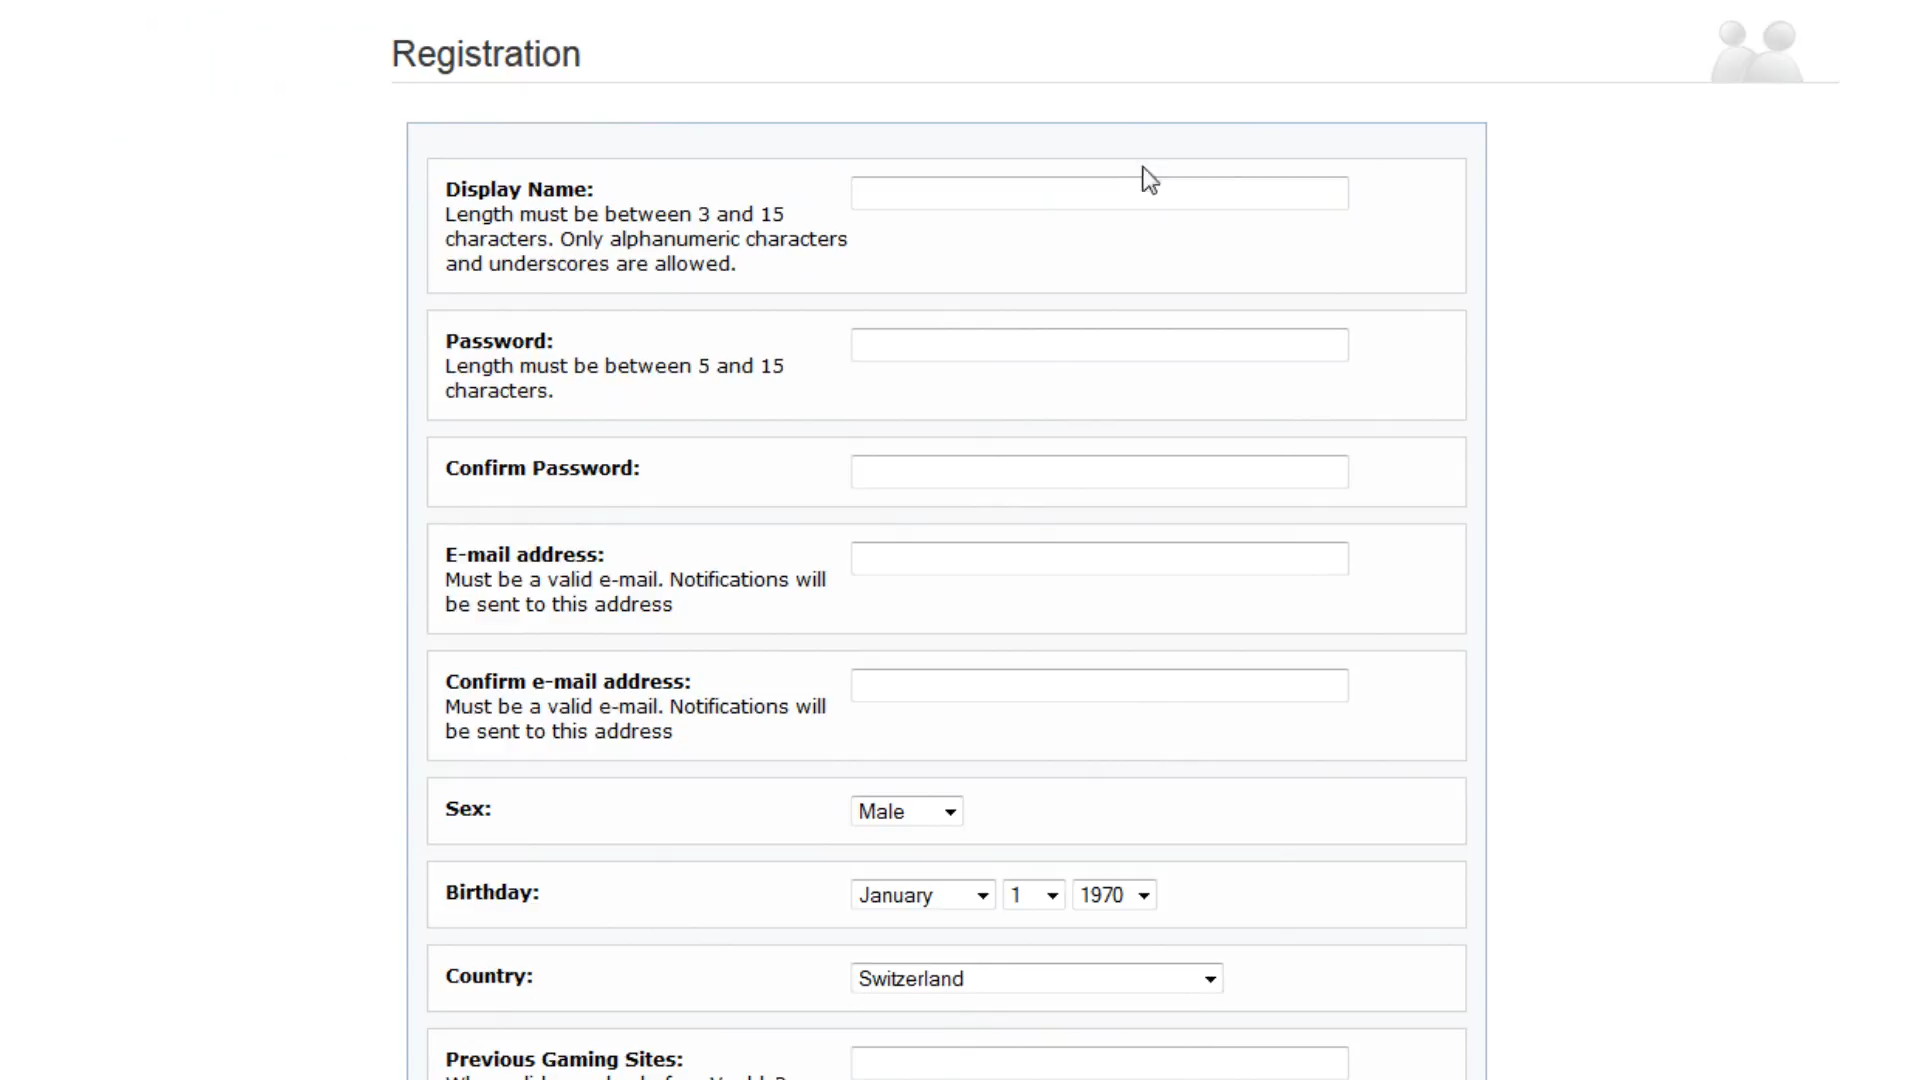 Registration
Display Name:
Length must be between 3 and 15
characters. Only alphanumeric characters
and underscores are allowed.
Password:
Length must be between 5 and 15
characters.
Confirm Password:
E-mail address:
Must be a valid e-mail. Notifications will
be sent to this address
Confirm e-mail address:
Must be a valid e-mail. Notifications will
be sent to this address
Sex:
Male
Birthday:
January 1 1970
Country:
Switzerland
Previous Gaming Sites: